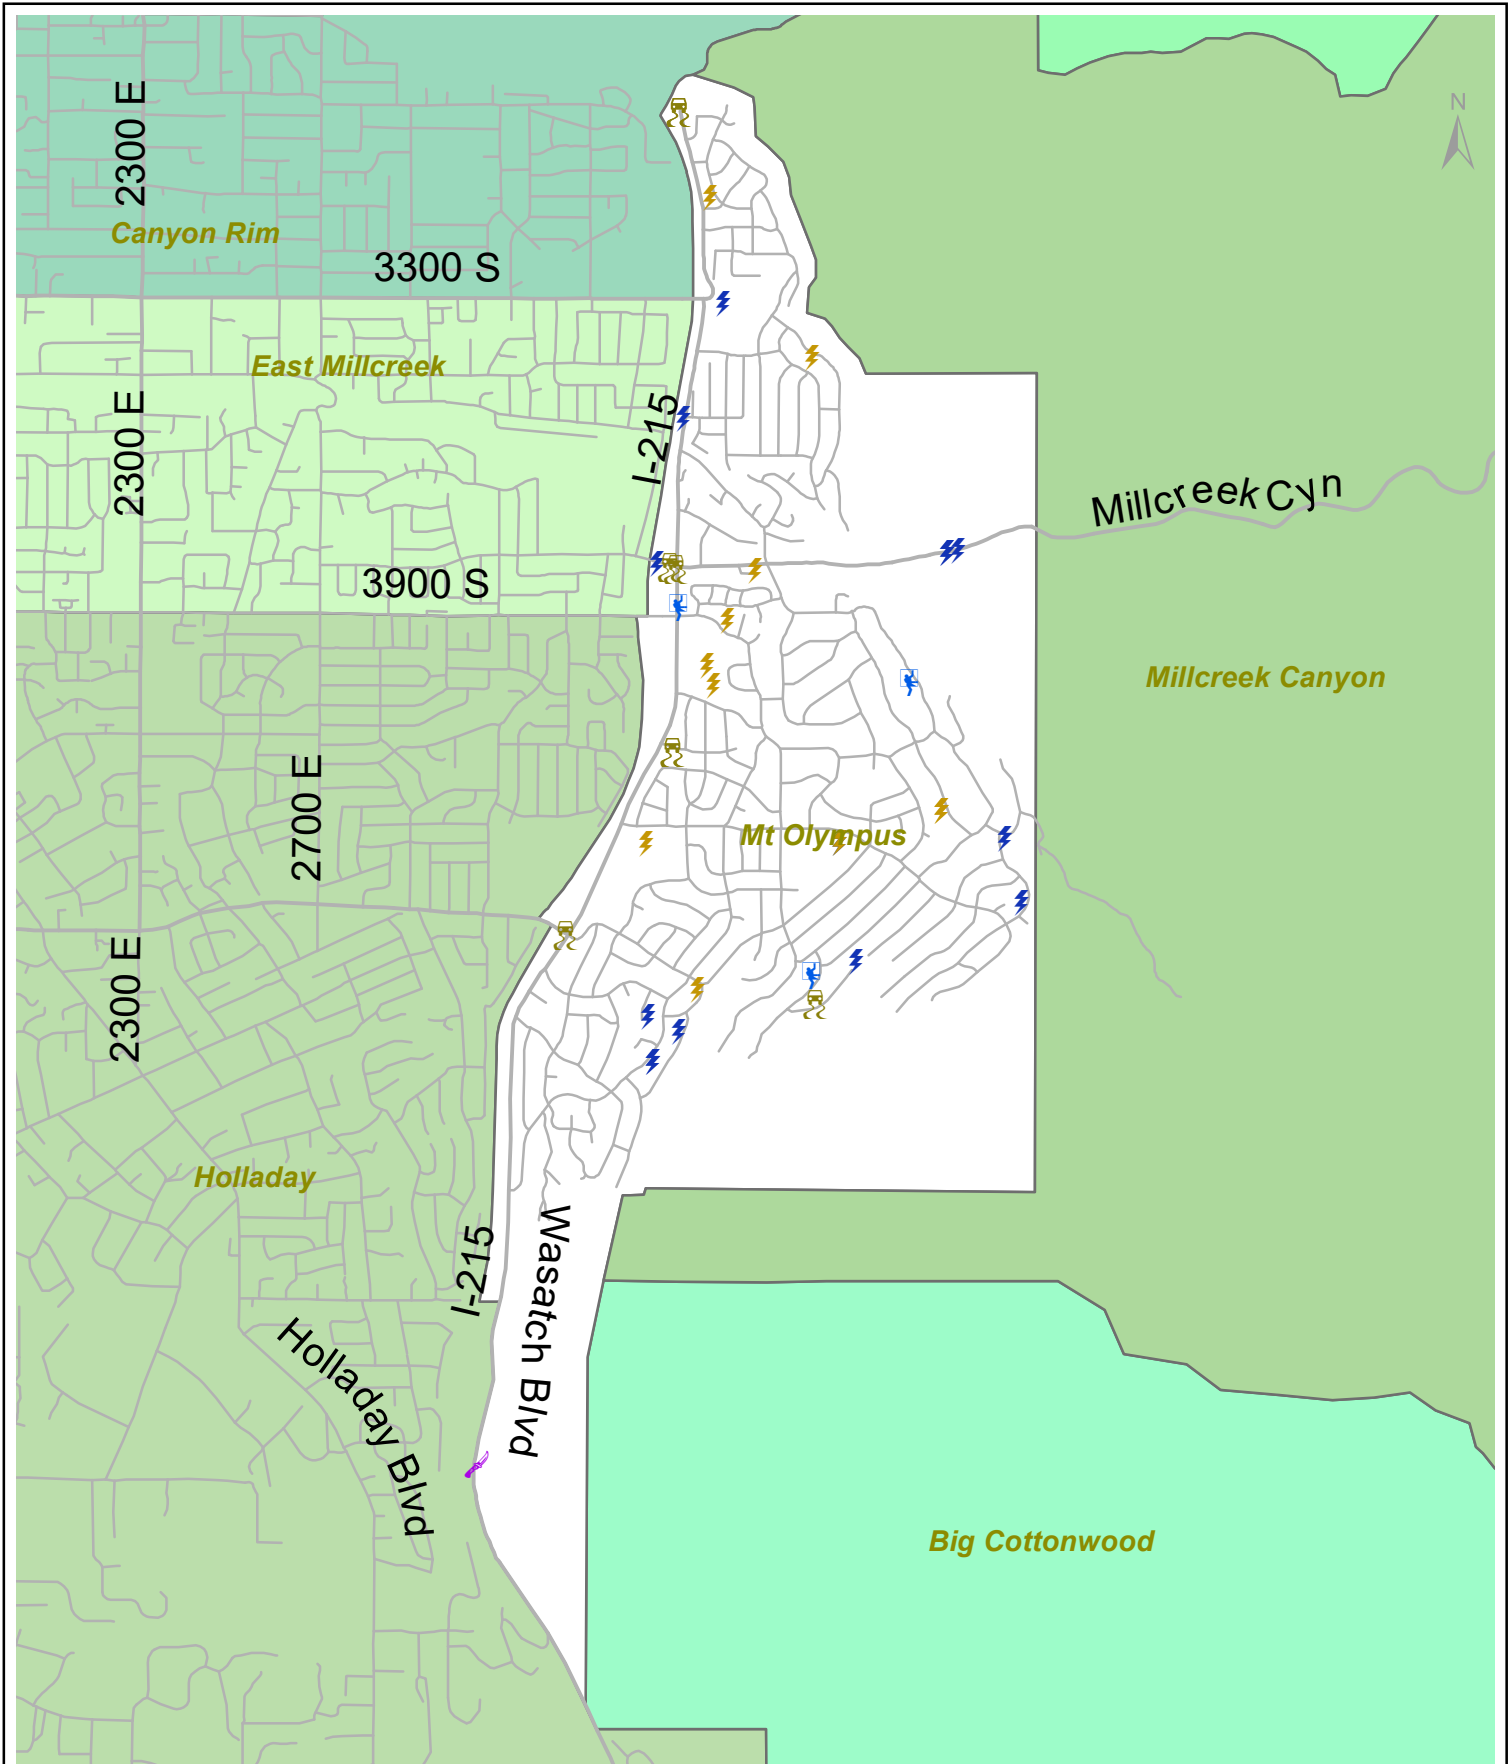 N
2300 E
Canyon Rim
3300 S
East Millcreek
2300 E
I-215
Millcreek Cyn
3900 S
Millcreek Canyon
2700 E
Mt Olympus
2300 E
Holladay
I-215
Wasatch Blvd
Holladay Blvd
Big Cottonwood